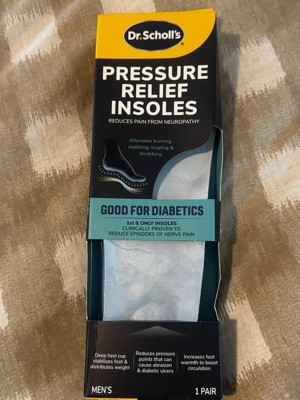 Dr. Scholl's
PRESSURE
RELIEF
INSOLES
REDUCES PAIN FROM NEUROPATHY
Alleviates burning,
stabbing, tingling &
throbbing
GOOD FOR DIABETICS
1st & ONLY INSOLES
CLINICALLY PROVEN TO
REDUCE EPISODES OF NERVE PAIN
Deep heel cup
stabilizes foot &
distributes weight
Reduces pressure
points that can
cause abrasion
& diabetic ulcers
Increases foot
warmth to boost
circulation
MEN'S
1 PAIR